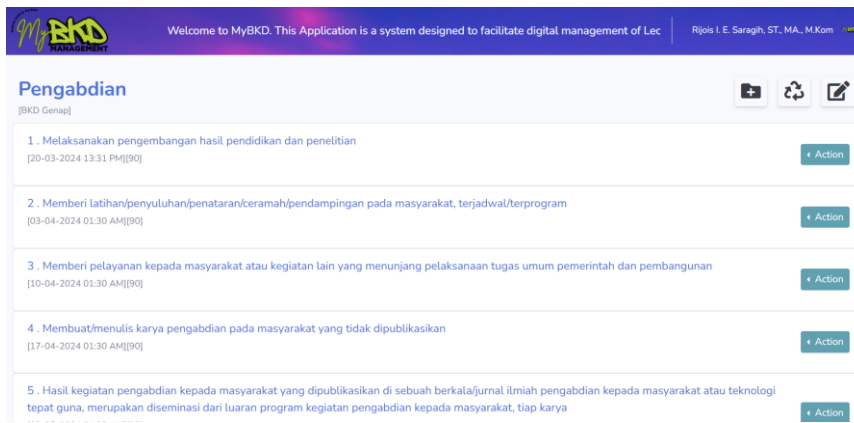 My BKD
MANAGEMENT
Welcome to MyBKD. This Application is a system designed to facilitate digital management of Lec
Rijois I. E. Saragih, ST., MA., M.Kom
Pengabdian
[BKD Genap]
1 . Melaksanakan pengembangan hasil pendidikan dan penelitian
[20-03-2024 13:31 PM][90]
Action
2 . Memberi latihan/penyuluhan/penataran/ceramah/pendampingan pada masyarakat, terjadwal/terprogram
[03-04-2024 01:30 AM][90]
Action
3 . Memberi pelayanan kepada masyarakat atau kegiatan lain yang menunjang pelaksanaan tugas umum pemerintah dan pembangunan
[10-04-2024 01:30 AM][90]
Action
4 . Membuat/menulis karya pengabdian pada masyarakat yang tidak dipublikasikan
[17-04-2024 01:30 AM][90]
Action
5 . Hasil kegiatan pengabdian kepada masyarakat yang dipublikasikan di sebuah berkala/jurnal ilmiah pengabdian kepada masyarakat atau teknologi
tepat guna, merupakan diseminasi dari luaran program kegiatan pengabdian kepada masyarakat, tiap karya
Action